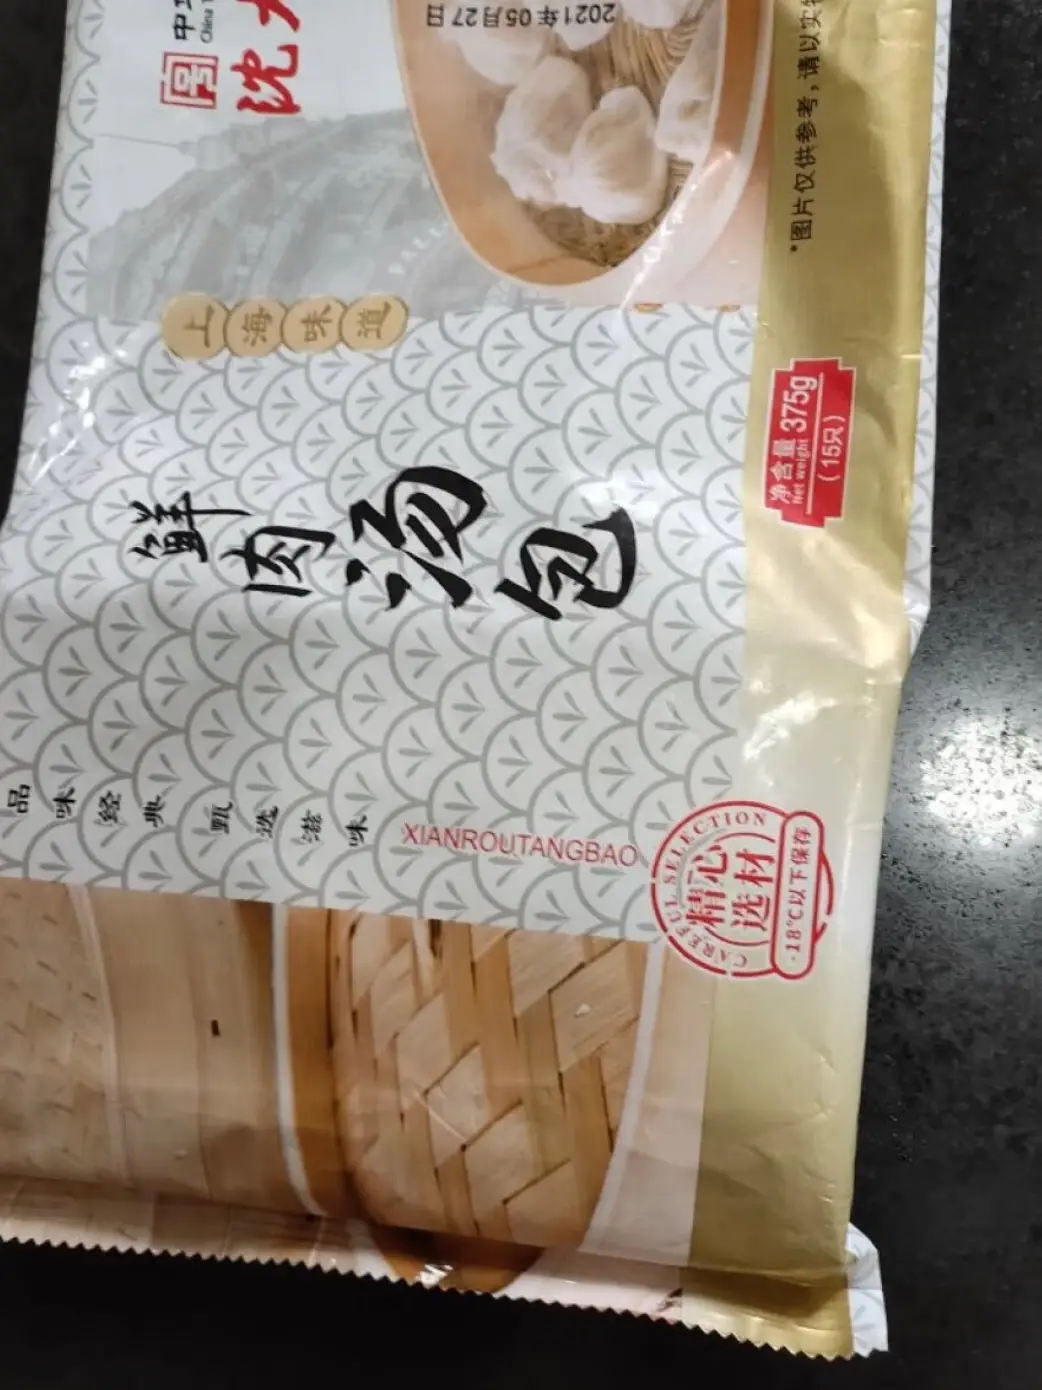 中
China
沈大
2021年05月27日
上海味道
鲜肉汤包
XIANROUTANGBAO
品味经典 甄选滋味
*图片仅供参考，请以实
净含量 375g
Net weight
(15只)
CAREFUL SELECTION
精心
选材
-18℃以下保存